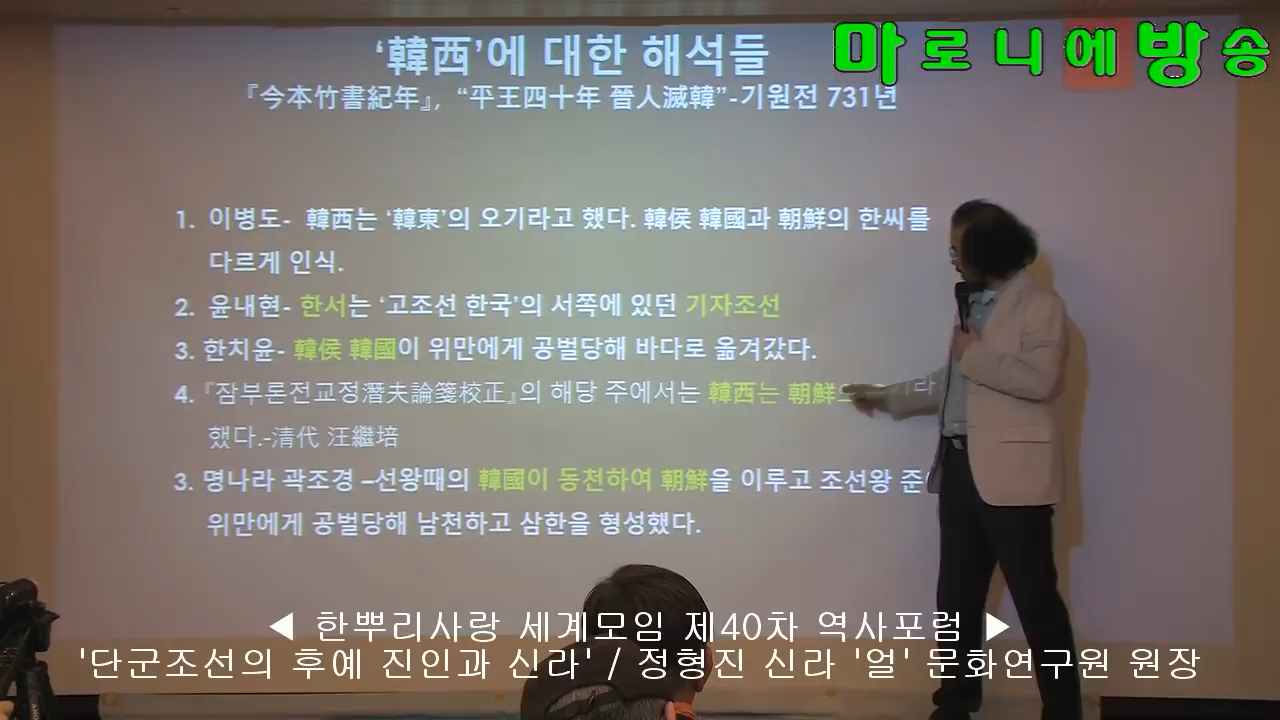 마로니에방송
‘韓西’에 대한 해석들
『今本竹書紀年』, “平王四十年 晉人滅韓”-기원전 731년
1. 이병도- 韓西는 ‘韓東’의 오기라고 했다. 韓侯 韓國과 朝鮮의 한씨를
다르게 인식.
2. 윤내현- 한서는 ‘고조선 한국’의 서쪽에 있던 기자조선
3. 한치윤- 韓侯 韓國이 위만에게 공벌당해 바다로 옮겨갔다.
4. 『잠부론전교정潛夫論箋校正』의 해당 주에서는 韓西는 朝鮮
했다.-清代 汪繼培
3. 명나라 곽조경 –선왕때의 韓國이 동천하여 朝鮮을 이루고 조선왕 준
위만에게 공벌당해 남천하고 삼한을 형성했다.
◀ 한뿌리사랑 세계모임 제40차 역사포럼 ▶
'단군조선의 후예 진인과 신라' / 정형진 신라 '얼' 문화연구원 원장